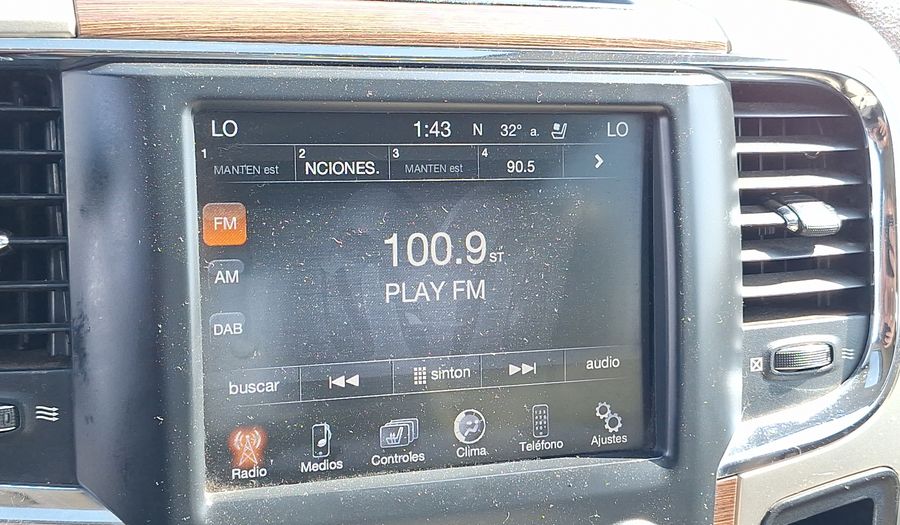 LO 1:43 N 32° a. LO
1 MANTEN est 2 NCIONES. 3 MANTEN est 4 90.5
FM
100.9 ST
PLAY FM
AM
DAB
buscar sinton audio
Radio Medios Controles Clima Teléfono Ajustes